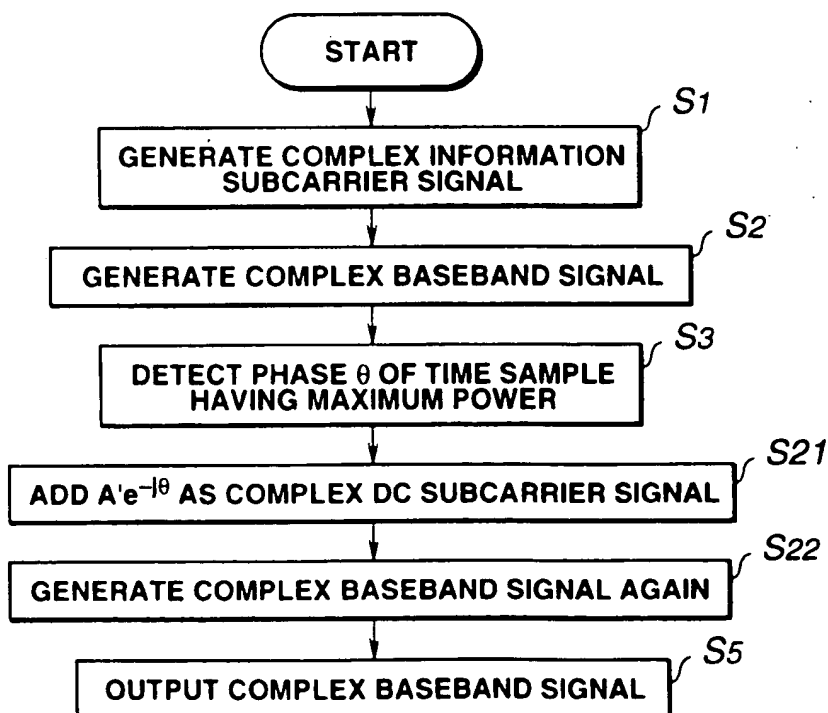 START
S1
GENERATE COMPLEX INFORMATION
SUBCARRIER SIGNAL
S2
GENERATE COMPLEX BASEBAND SIGNAL
S3
DETECT PHASE θ OF TIME SAMPLE
HAVING MAXIMUM POWER
S21
ADD A'e⁻ʲᶿ AS COMPLEX DC SUBCARRIER SIGNAL
S22
GENERATE COMPLEX BASEBAND SIGNAL AGAIN
S5
OUTPUT COMPLEX BASEBAND SIGNAL